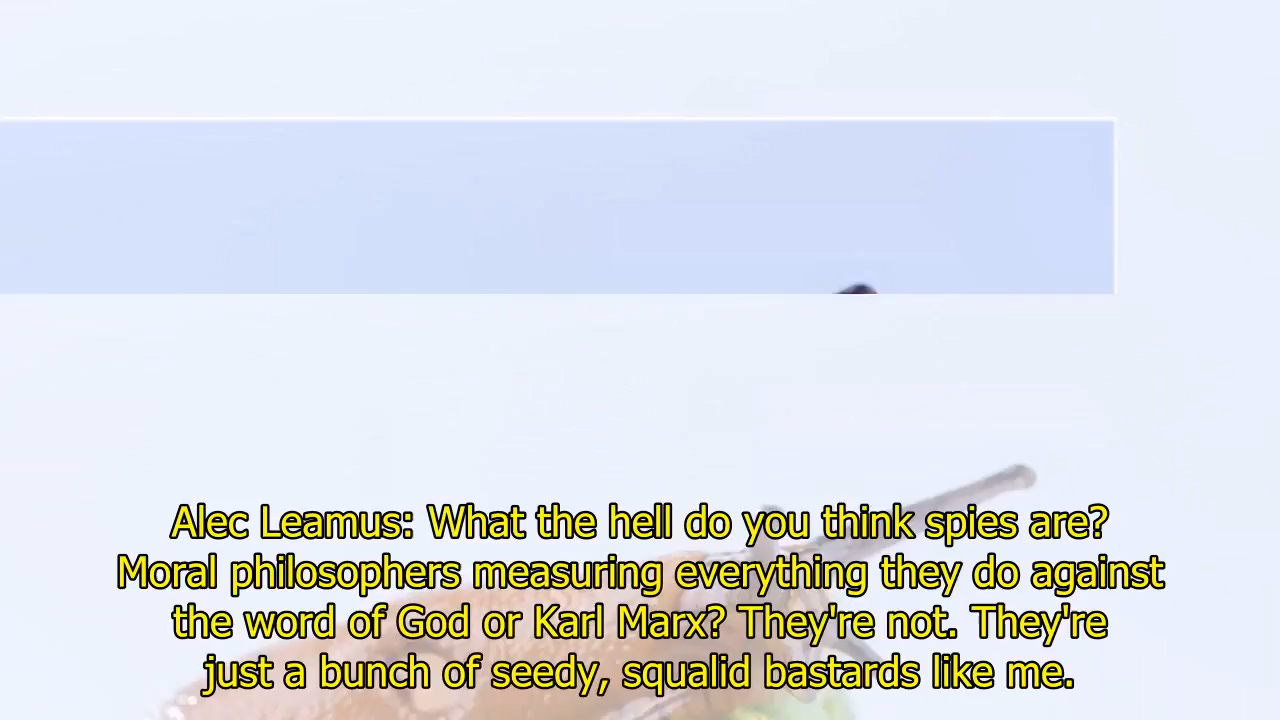 Alec Leamus: What the hell do you think spies are?
Moral philosophers measuring everything they do against
the word of God or Karl Marx? They're not. They're
just a bunch of seedy, squalid bastards like me.